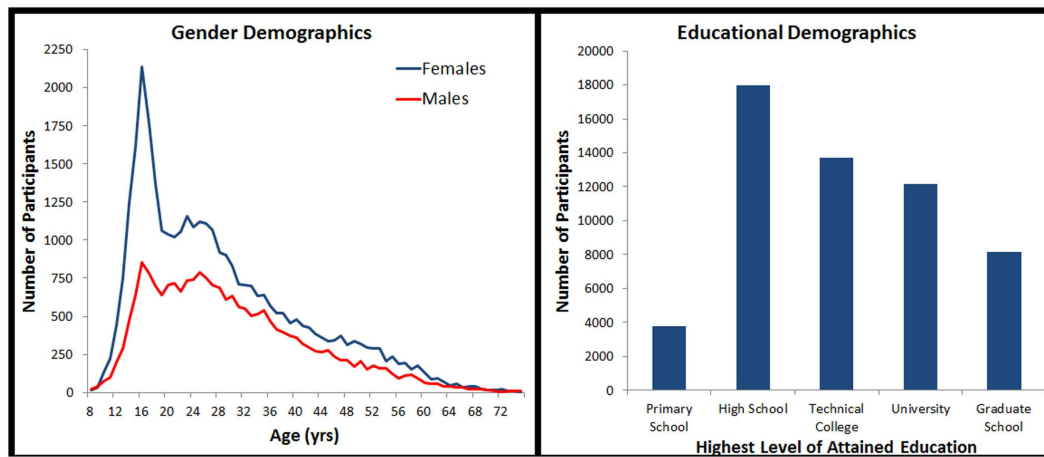 Gender Demographics
2250
2000
1750
1500
1250
1000
750
500
250
0
Number of Participants
Females
Males
8 12 16 20 24 28 32 36 40 44 48 52 56 60 64 68 72
Age (yrs)
Educational Demographics
20000
18000
16000
14000
12000
10000
8000
6000
4000
2000
0
Number of Participants
Primary School
High School
Technical College
University
Graduate School
Highest Level of Attained Education